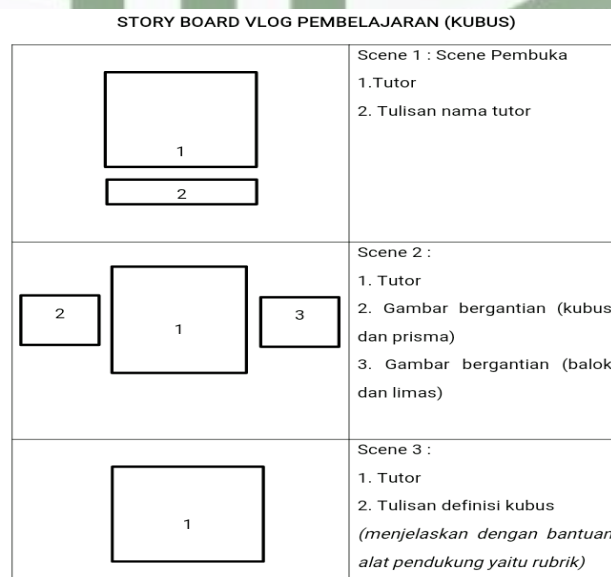 STORY BOARD VLOG PEMBELAJARAN (KUBUS)
Scene 1 : Scene Pembuka
1.Tutor
2. Tulisan nama tutor
1
2
Scene 2 :
1. Tutor
2. Gambar bergantian (kubus
dan prisma)
3. Gambar bergantian (balok
dan limas)
2
1
3
Scene 3 :
1. Tutor
2. Tulisan definisi kubus
(menjelaskan dengan bantuan
alat pendukung yaitu rubrik)
1